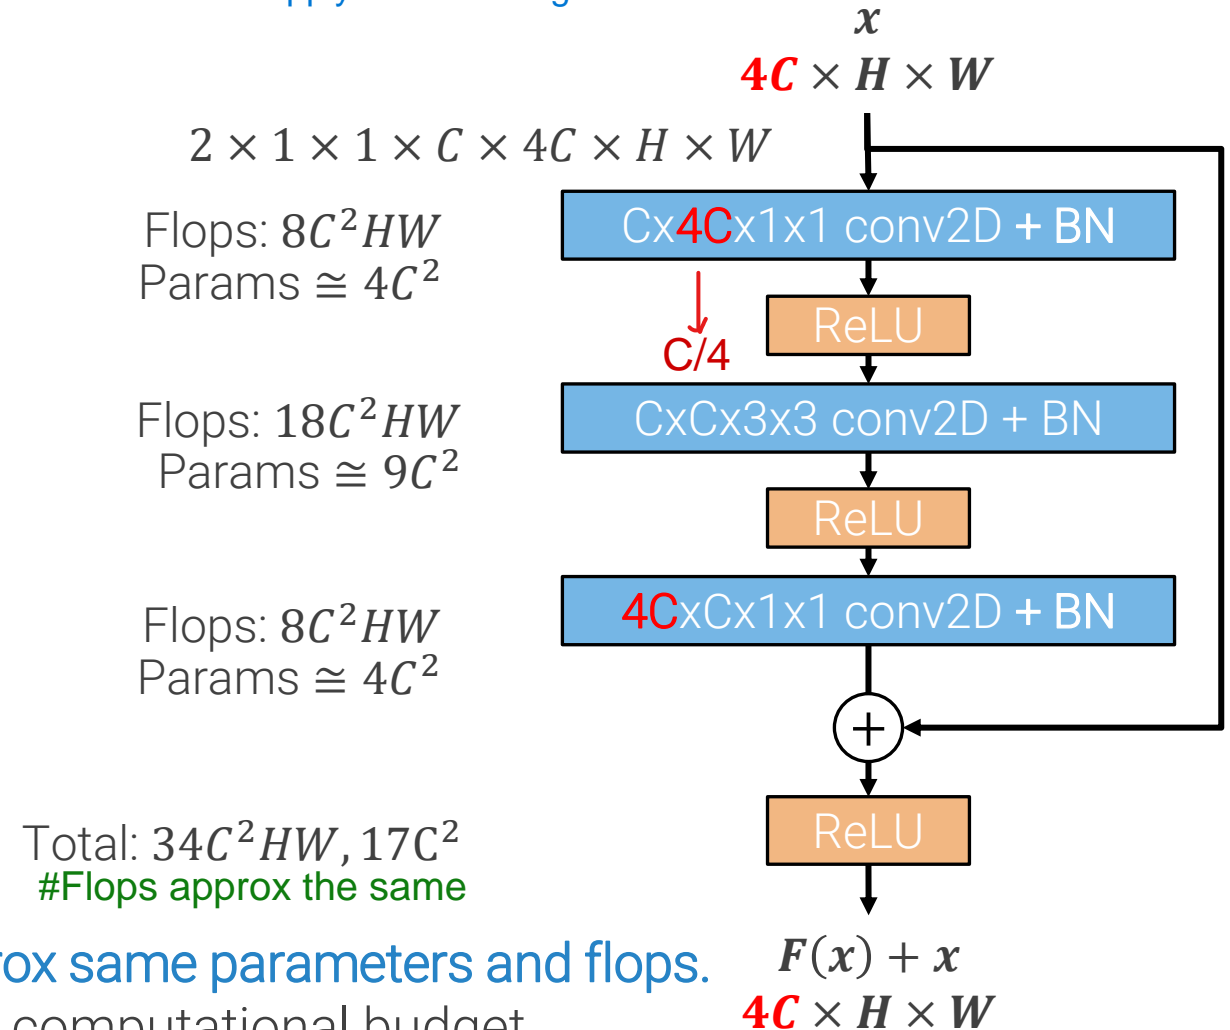 x
4C × H × W
2 × 1 × 1 × C × 4C × H × W
Flops: 8C²HW
Params ≅ 4C²
Cx4Cx1x1 conv2D + BN
ReLU
C/4
Flops: 18C²HW
Params ≅ 9C²
CxCx3x3 conv2D + BN
ReLU
Flops: 8C²HW
Params ≅ 4C²
4CxCx1x1 conv2D + BN
+
Total: 34C²HW, 17C²
#Flops approx the same
ReLU
same parameters and flops.
computational budget
F(x) + x
4C × H × W